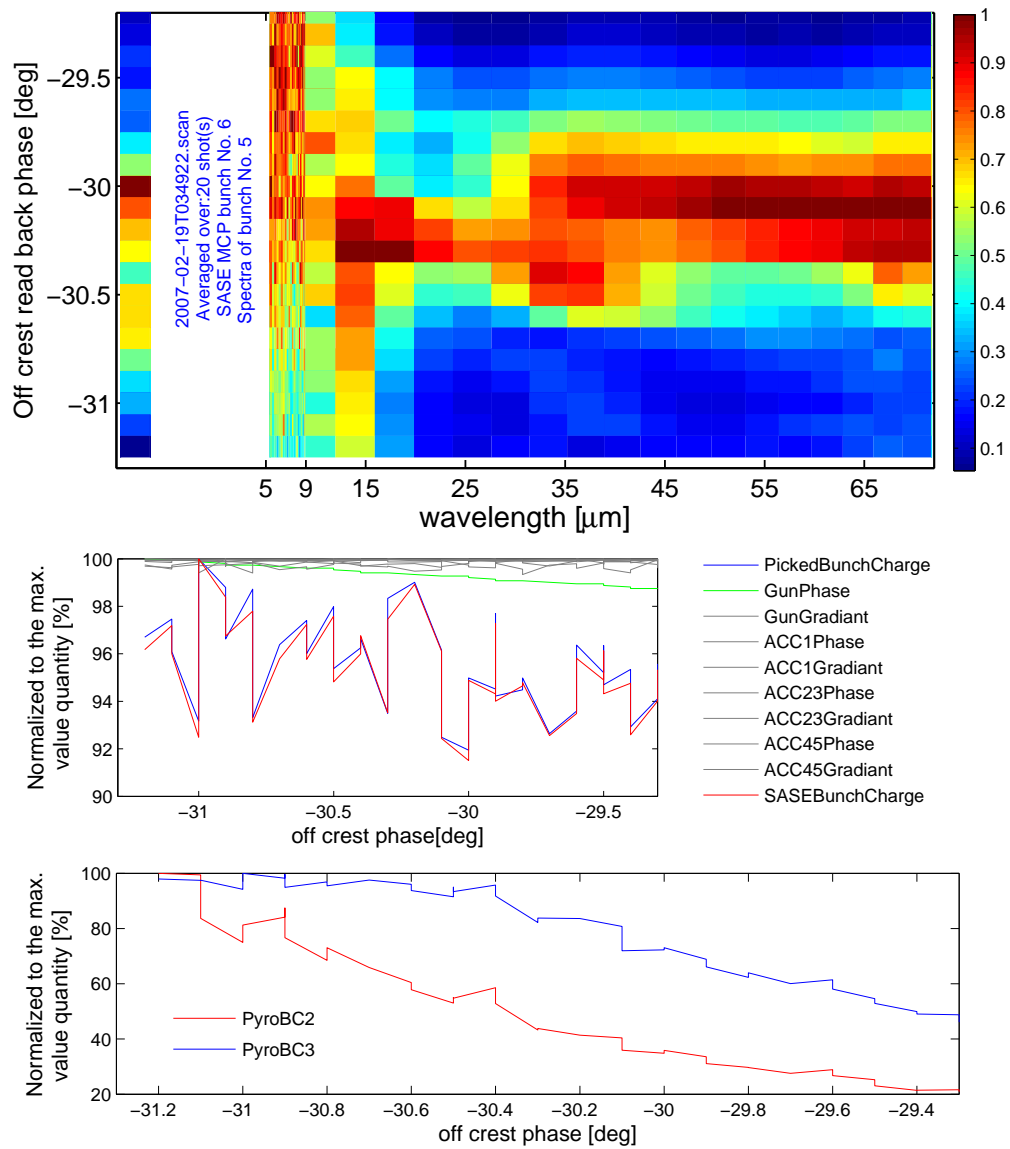 Off crest read back phase [deg]
−29.5
−30
−30.5
−31
2007−02−19T034922.scan
Averaged over:20 shot(s)
SASE MCP bunch No. 6
Spectra of bunch No. 5
5 9 15 25 35 45 55 65
wavelength [μm]
1
0.9
0.8
0.7
0.6
0.5
0.4
0.3
0.2
0.1
Normalized to the max.
value quantity [%]
100
98
96
94
92
90
−31 −30.5 −30 −29.5
off crest phase[deg]
PickedBunchCharge
GunPhase
GunGradiant
ACC1Phase
ACC1Gradiant
ACC23Phase
ACC23Gradiant
ACC45Phase
ACC45Gradiant
SASEBunchCharge
Normalized to the max.
value quantity [%]
100
80
60
40
20
PyroBC2
PyroBC3
−31.2 −31 −30.8 −30.6 −30.4 −30.2 −30 −29.8 −29.6 −29.4
off crest phase [deg]